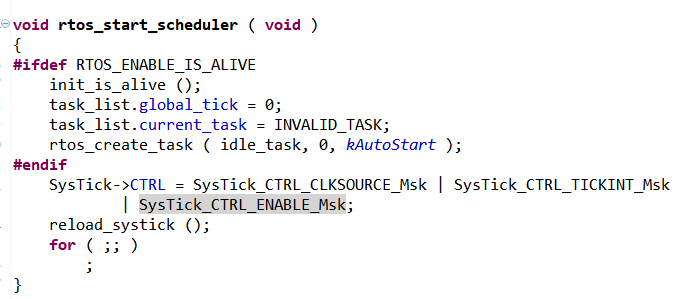 void rtos_start_scheduler ( void )
{
#ifdef RTOS_ENABLE_IS_ALIVE
    init_is_alive ();
    task_list.global_tick = 0;
    task_list.current_task = INVALID_TASK;
    rtos_create_task ( idle_task, 0, kAutoStart );
#endif
    SysTick->CTRL = SysTick_CTRL_CLKSOURCE_Msk | SysTick_CTRL_TICKINT_Msk
            | SysTick_CTRL_ENABLE_Msk;
    reload_systick ();
    for ( ;; )
        ;
}